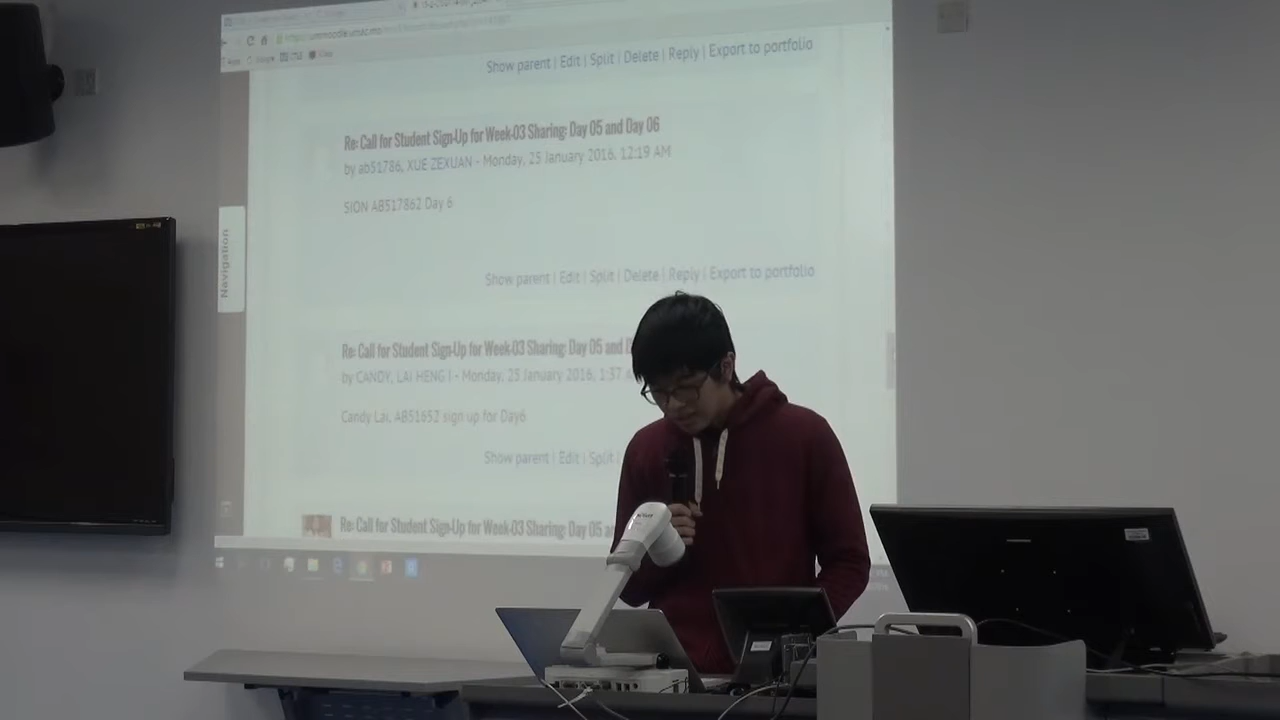 ummoodle.umac.mo
Show parent | Edit | Split | Delete | Reply | Export to portfolio
Re: Call for Student Sign-Up for Week-03 Sharing: Day 05 and Day 06
by ab51786, XUE ZEXUAN - Monday, 25 January 2016, 12:19 AM
SION AB517862 Day 6
Navigation
Show parent | Edit | Split | Delete | Reply | Export to portfolio
Re: Call for Student Sign-Up for Week-03 Sharing: Day 05 and
by CANDY, LAI HENG I - Monday, 25 January 2016, 1:37
Candy Lai, AB51652 sign up for Day6
Show parent | Edit | Split |
Re: Call for Student Sign-Up for Week-03 Sharing: Day 05